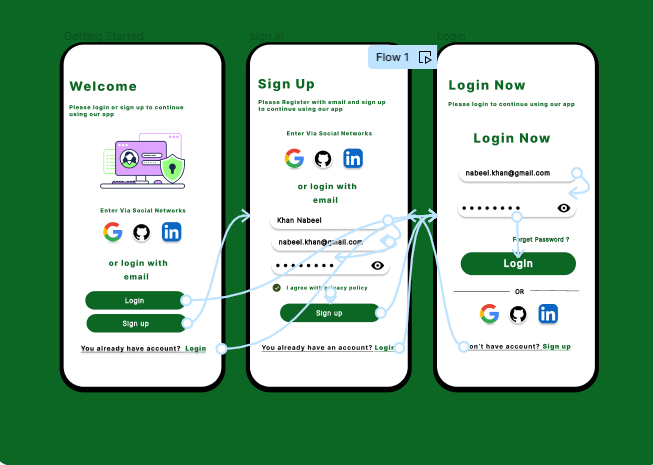 Getting Started
Welcome
Please login or sign up to continue
using our app
Enter Via Social Networks
G
in
or login with
email
Login
Sign up
You already have account? Login
sign in
Flow 1
Sign Up
Please Register with email and sign up
to continue using our app
Enter Via Social Networks
G
in
or login with
email
Khan Nabeel
nabeel.khan@gmail.com
I agree with privacy policy
Sign up
You already have an account? Login
Login
Login Now
Please login to continue using our app
Login Now
nabeel.khan@gmail.com
Forget Password ?
Login
OR
G
in
on't have account? Sign up